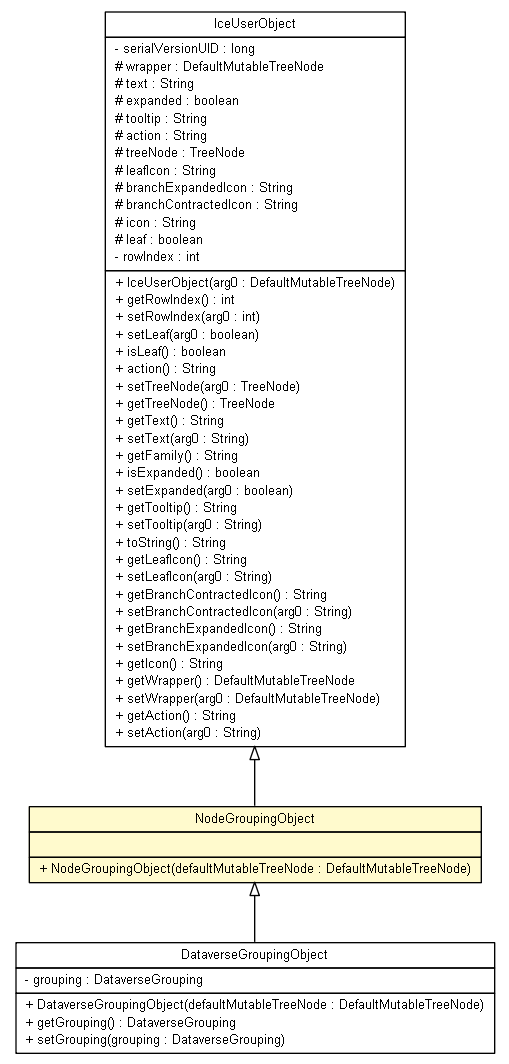 IceUserObject
- serialVersionUID : long
# wrapper : DefaultMutableTreeNode
# text : String
# expanded : boolean
# tooltip : String
# action : String
# treeNode : TreeNode
# leafIcon : String
# branchExpandedIcon : String
# branchContractedIcon : String
# icon : String
# leaf : boolean
- rowIndex : int
+ IceUserObject(arg0 : DefaultMutableTreeNode)
+ getRowIndex() : int
+ setRowIndex(arg0 : int)
+ setLeaf(arg0 : boolean)
+ isLeaf() : boolean
+ action() : String
+ setTreeNode(arg0 : TreeNode)
+ getTreeNode() : TreeNode
+ getText() : String
+ setText(arg0 : String)
+ getFamily() : String
+ isExpanded() : boolean
+ setExpanded(arg0 : boolean)
+ getTooltip() : String
+ setTooltip(arg0 : String)
+ toString() : String
+ getLeafIcon() : String
+ setLeafIcon(arg0 : String)
+ getBranchContractedIcon() : String
+ setBranchContractedIcon(arg0 : String)
+ getBranchExpandedIcon() : String
+ setBranchExpandedIcon(arg0 : String)
+ getIcon() : String
+ getWrapper() : DefaultMutableTreeNode
+ setWrapper(arg0 : DefaultMutableTreeNode)
+ getAction() : String
+ setAction(arg0 : String)
NodeGroupingObject
+ NodeGroupingObject(defaultMutableTreeNode : DefaultMutableTreeNode)
DataverseGroupingObject
- grouping : DataverseGrouping
+ DataverseGroupingObject(defaultMutableTreeNode : DefaultMutableTreeNode)
+ getGrouping() : DataverseGrouping
+ setGrouping(grouping : DataverseGrouping)